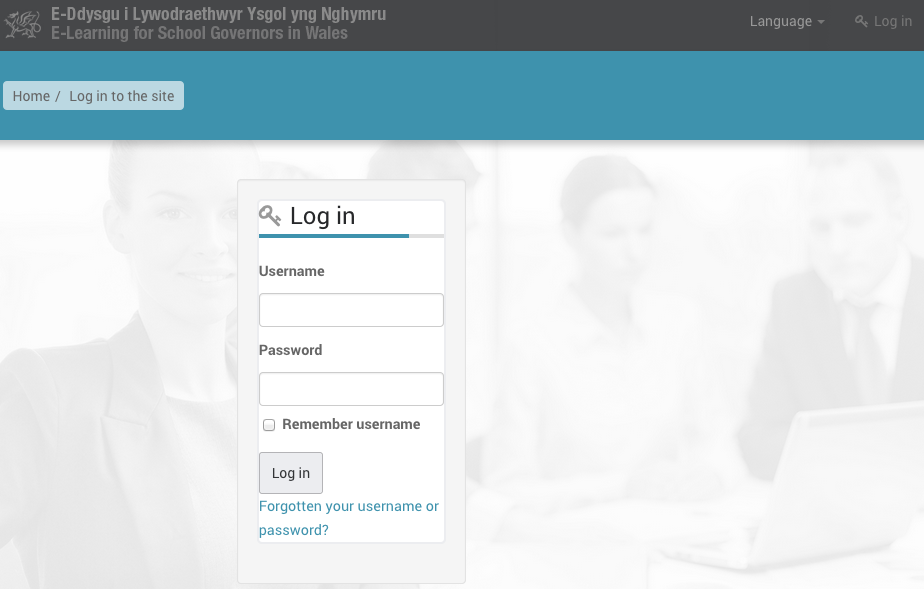 E-Ddysgu i Lywodraethwyr Ysgol yng Nghymru
E-Learning for School Governors in Wales
Language
Log in
Home / Log in to the site
Log in
Username
Password
Remember username
Log in
Forgotten your username or
password?